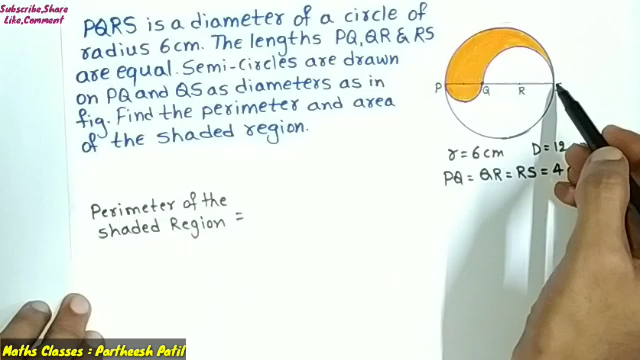 Subscribe,Share
Like,Comment
PQRS is a diameter of a circle of
radius 6cm. The lengths PQ, QR & RS
are equal. Semi-Circles are drawn
on PQ and QS as diameters as in
fig. Find the perimeter and area
of the shaded region.
P Q R
r = 6cm D = 12
PQ = QR = RS = 4
Perimeter of the
shaded Region =
Maths Classes : Partheesh Patil